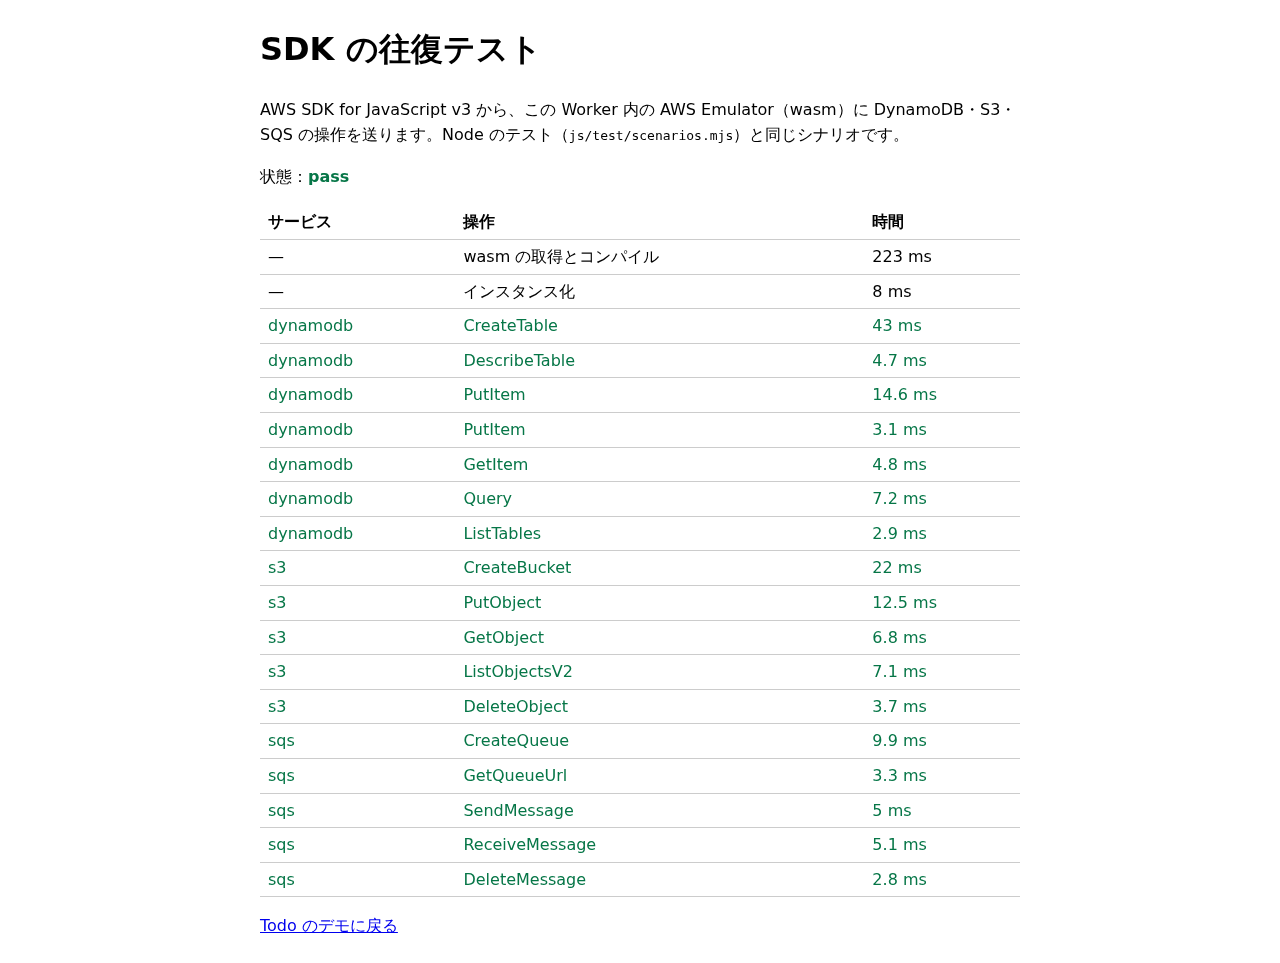 SDK の往復テスト
AWS SDK for JavaScript v3 から、この Worker 内の AWS Emulator（wasm）に DynamoDB・S3・
SQS の操作を送ります。Node のテスト（js/test/scenarios.mjs）と同じシナリオです。
状態：pass
サービス 操作 時間
— wasm の取得とコンパイル 223 ms
— インスタンス化 8 ms
dynamodb CreateTable 43 ms
dynamodb DescribeTable 4.7 ms
dynamodb PutItem 14.6 ms
dynamodb PutItem 3.1 ms
dynamodb GetItem 4.8 ms
dynamodb Query 7.2 ms
dynamodb ListTables 2.9 ms
s3 CreateBucket 22 ms
s3 PutObject 12.5 ms
s3 GetObject 6.8 ms
s3 ListObjectsV2 7.1 ms
s3 DeleteObject 3.7 ms
sqs CreateQueue 9.9 ms
sqs GetQueueUrl 3.3 ms
sqs SendMessage 5 ms
sqs ReceiveMessage 5.1 ms
sqs DeleteMessage 2.8 ms
Todo のデモに戻る